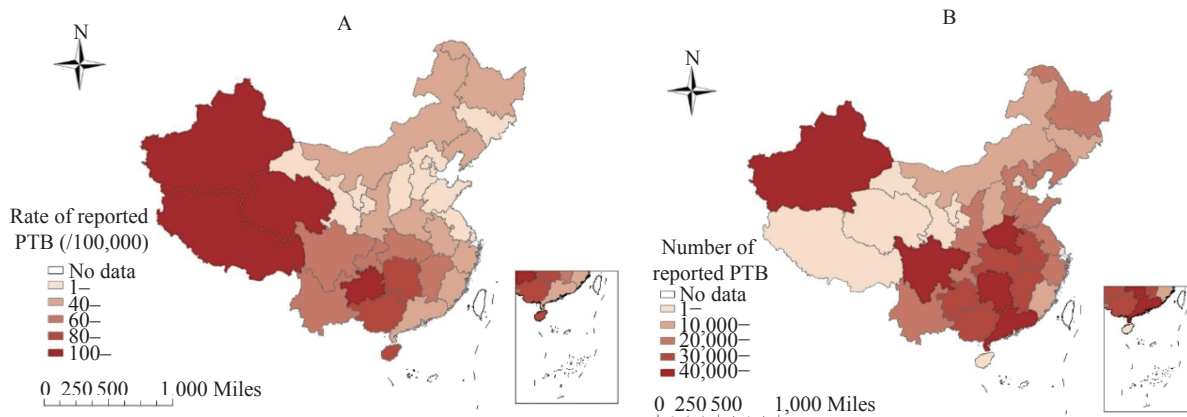 A
N
Rate of reported
PTB (/100,000)
No data
1–
40–
60–
80–
100–
0 250 500 1,000 Miles
B
N
Number of
reported PTB
No data
1–
10,000–
20,000–
30,000–
40,000–
0 250 500 1,000 Miles